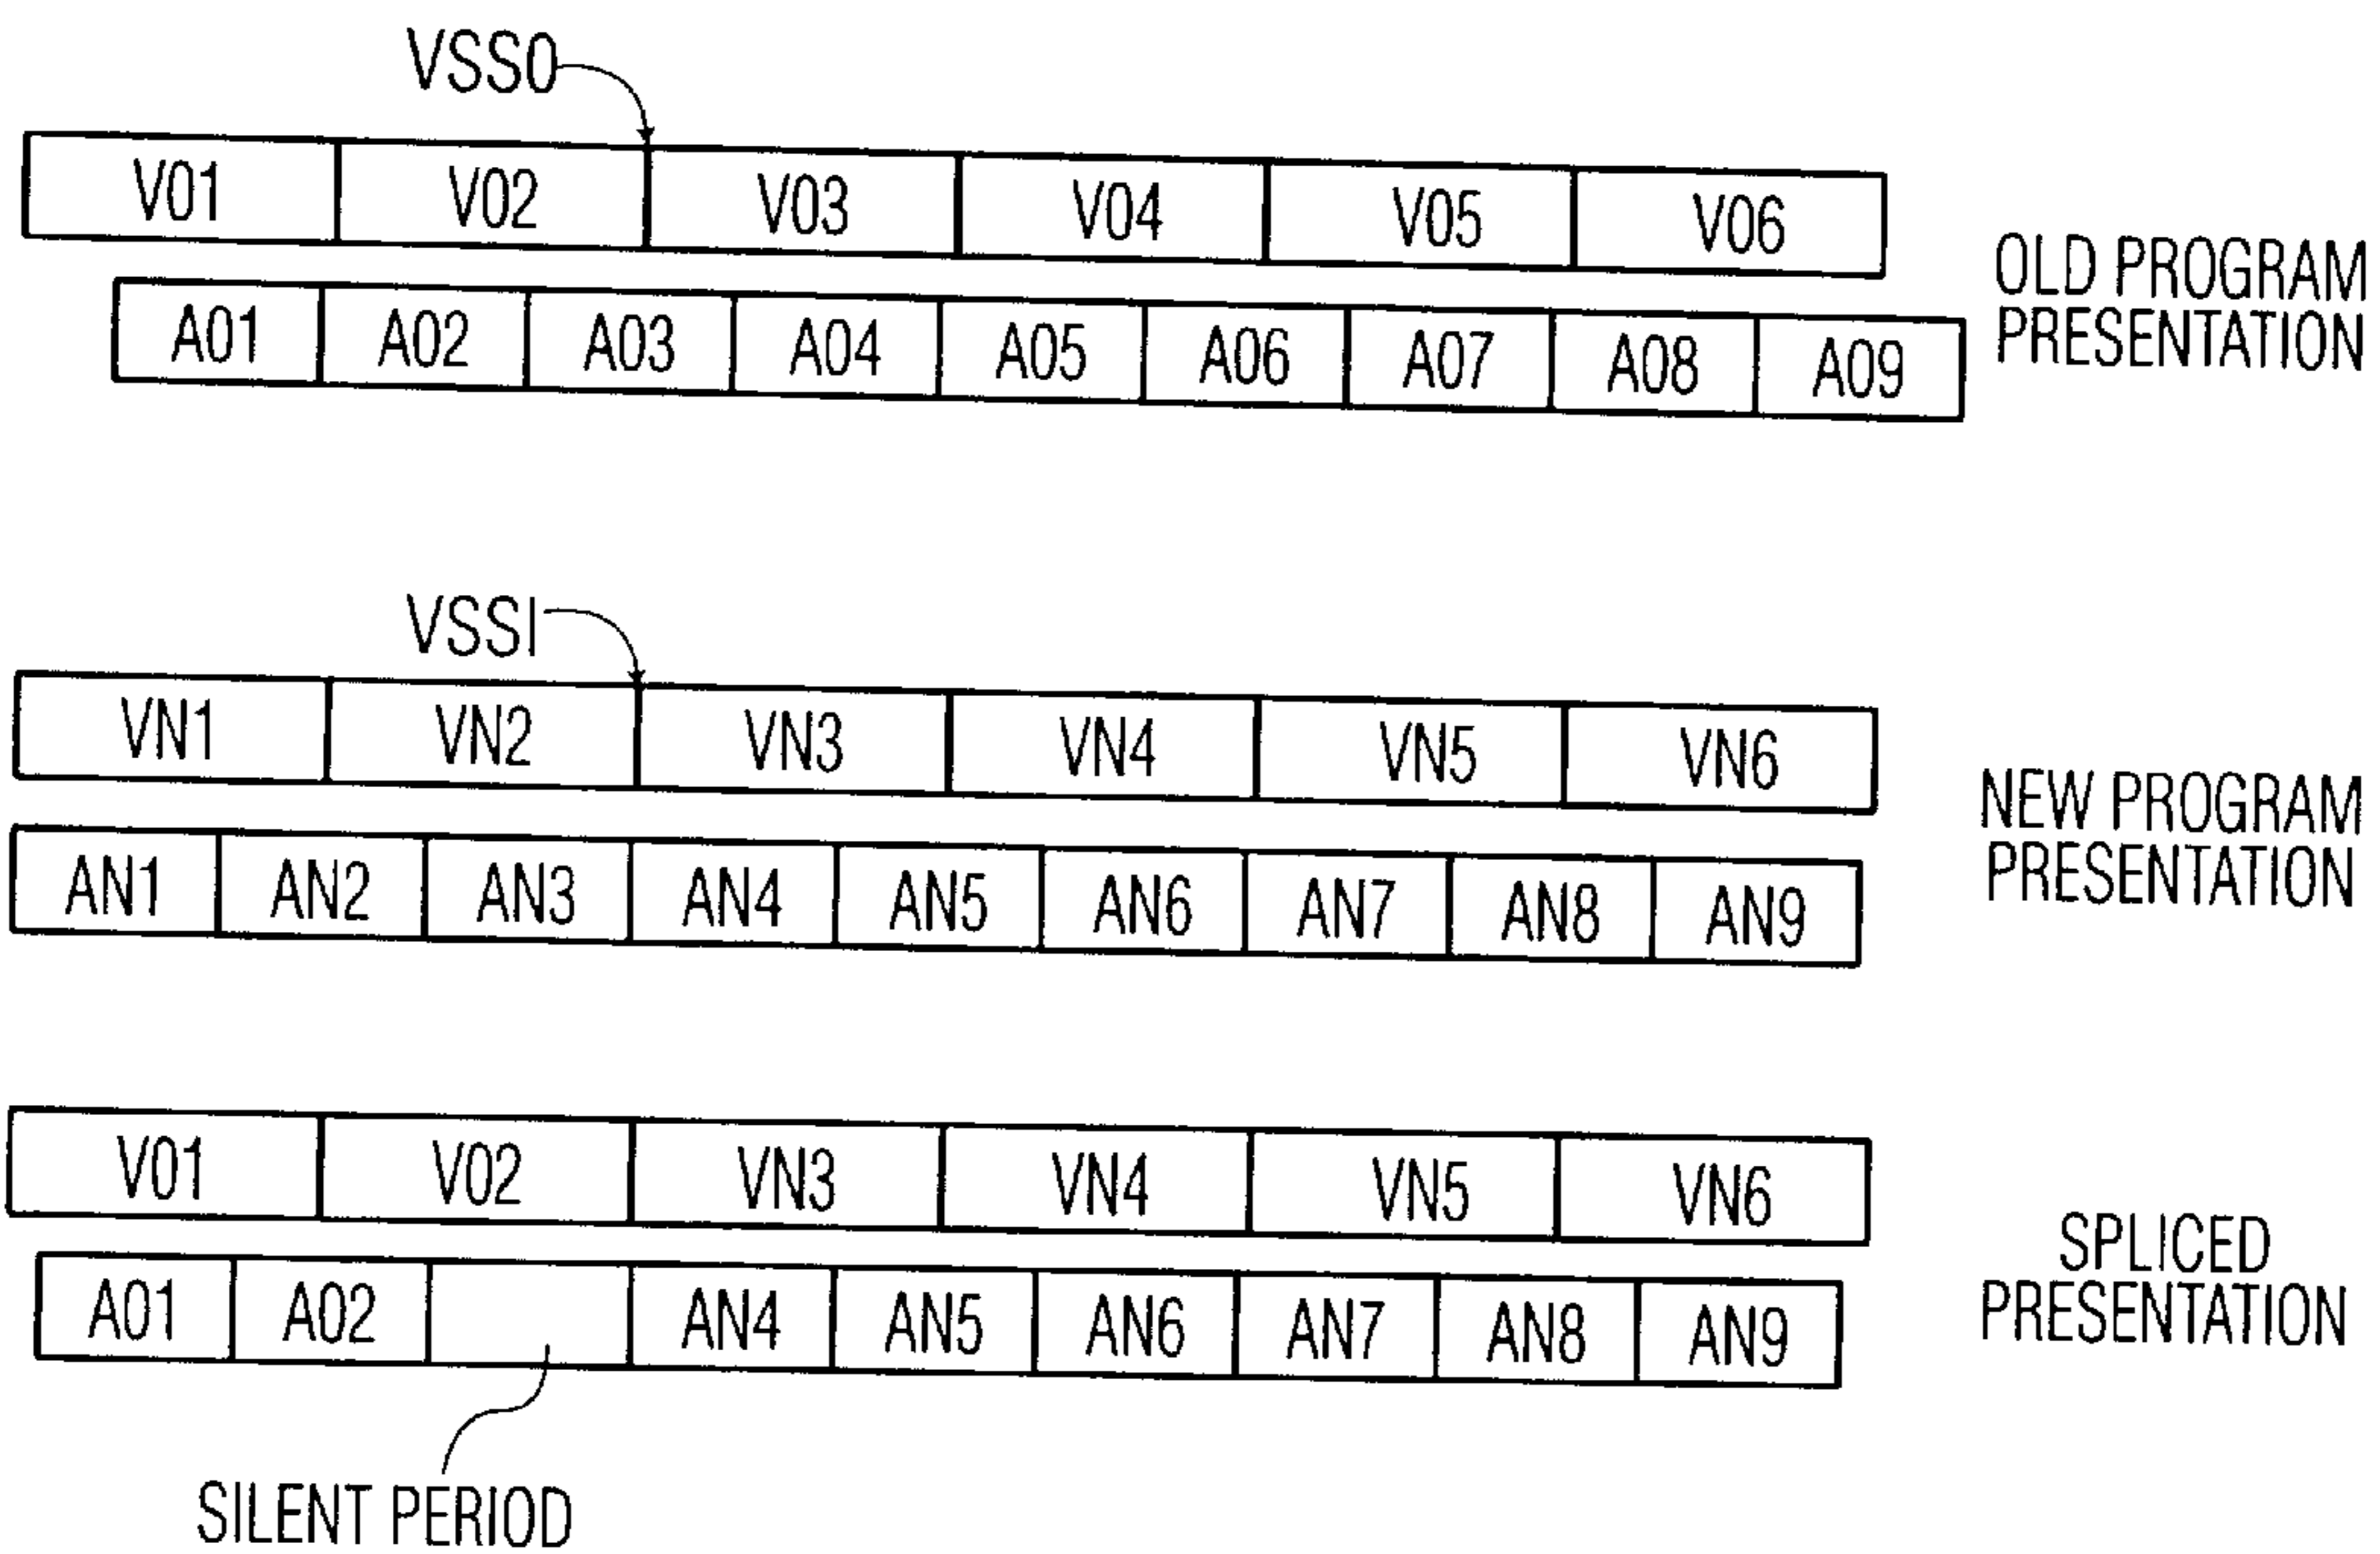 VSSO
V01 V02 V03 V04 V05 V06
A01 A02 A03 A04 A05 A06 A07 A08 A09
OLD PROGRAM
PRESENTATION
VSSI
VN1 VN2 VN3 VN4 VN5 VN6
AN1 AN2 AN3 AN4 AN5 AN6 AN7 AN8 AN9
NEW PROGRAM
PRESENTATION
V01 V02 VN3 VN4 VN5 VN6
A01 A02 AN4 AN5 AN6 AN7 AN8 AN9
SPLICED
PRESENTATION
SILENT PERIOD